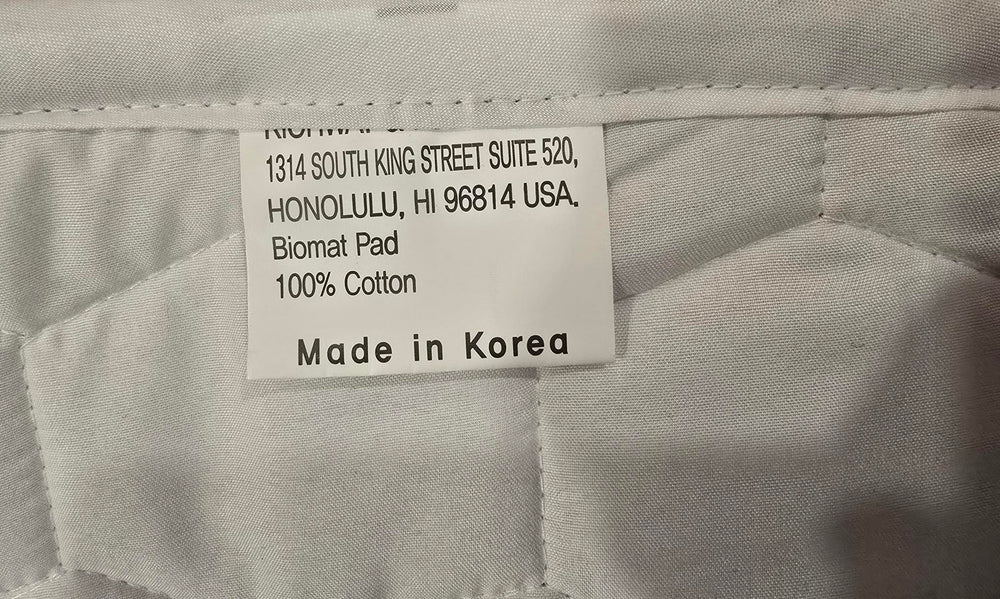 1314 SOUTH KING STREET SUITE 520,
HONOLULU, HI 96814 USA.
Biomat Pad
100% Cotton
Made in Korea